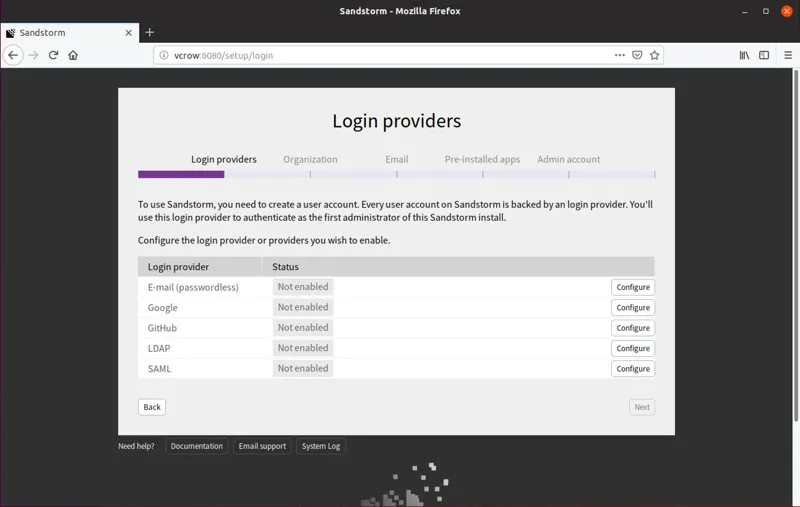 Sandstorm - Mozilla Firefox
Sandstorm
vcrow:6080/setup/login
Login providers
Login providers Organization Email Pre-installed apps Admin account
To use Sandstorm, you need to create a user account. Every user account on Sandstorm is backed by an login provider. You'll
use this login provider to authenticate as the first administrator of this Sandstorm install.
Configure the login provider or providers you wish to enable.
Login provider Status
E-mail (passwordless) Not enabled Configure
Google Not enabled Configure
GitHub Not enabled Configure
LDAP Not enabled Configure
SAML Not enabled Configure
Back Next
Need help? Documentation Email support System Log